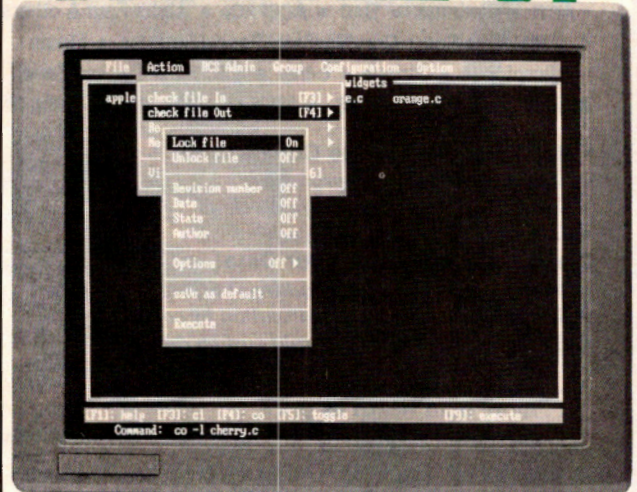 File Action RCS Admin Group Configuration Option
widgets
apple
e.c orange.c
check file In [F3]
check file Out [F4]
Lock file On
Unlock file Off
Vi 6]
Revision number Off
Date Off
State Off
Author Off
Options Off
saVe as default
Execute
[F1]: help [F3]: ci [F4]: co [F5]: toggle [F9]: execute
Command: co -l cherry.c